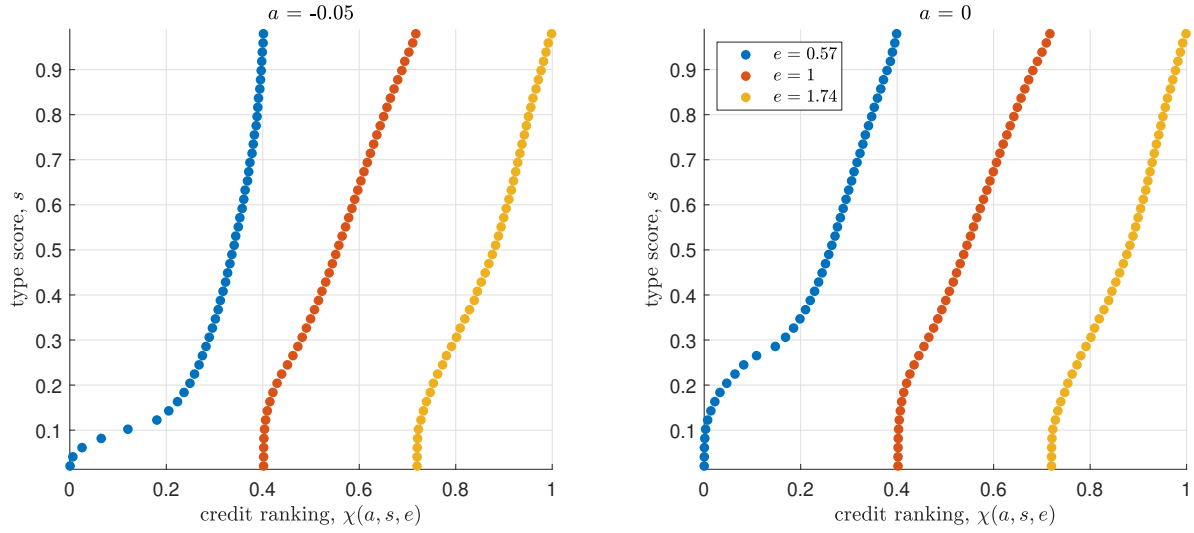 a = -0.05
0.9
0.8
0.7
0.6
0.5
0.4
0.3
0.2
0.1
type score, s
0 0.2 0.4 0.6 0.8 1
credit ranking, χ(a, s, e)
a = 0
e = 0.57
e = 1
e = 1.74
0.9
0.8
0.7
0.6
0.5
0.4
0.3
0.2
0.1
type score, s
0 0.2 0.4 0.6 0.8 1
credit ranking, χ(a, s, e)